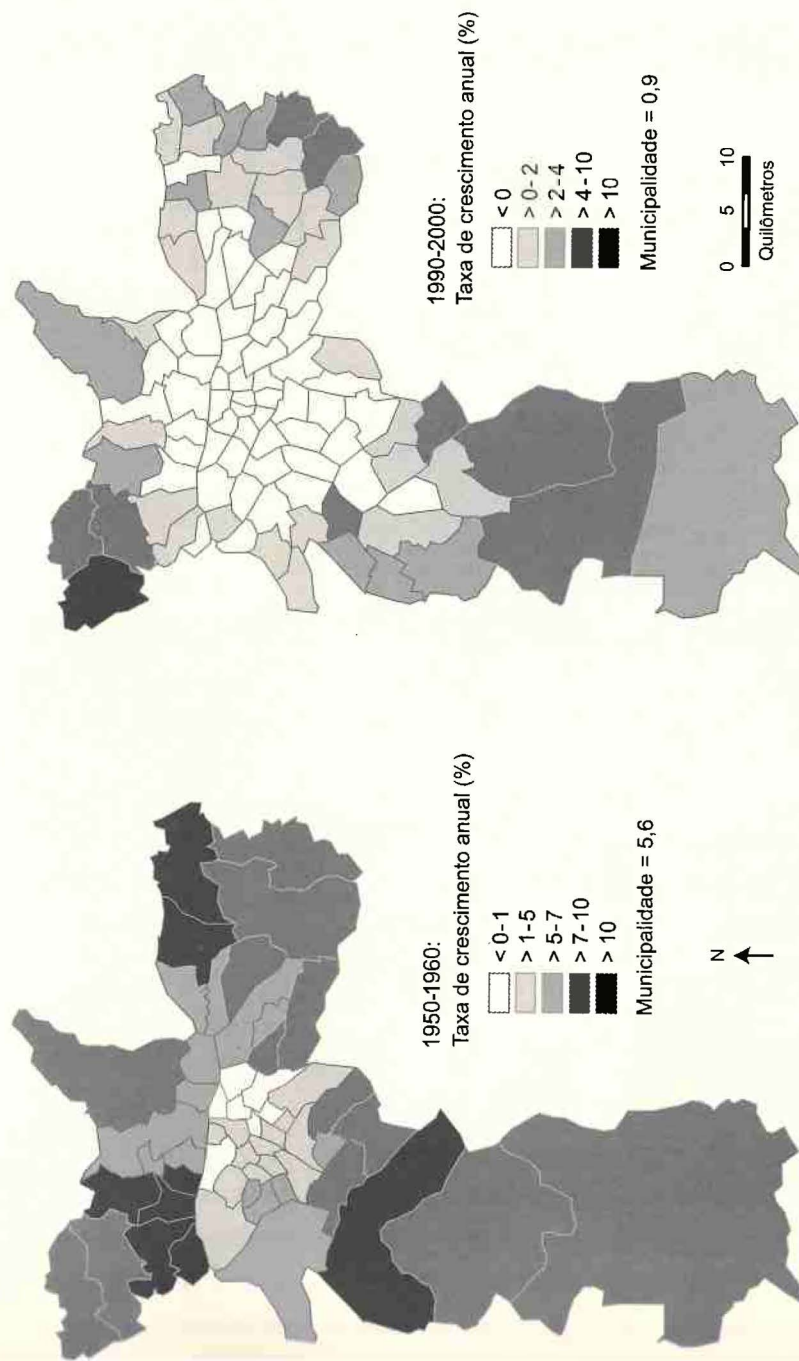 1950-1960:
Taxa de crescimento anual (%)
< 0-1
> 1-5
> 5-7
> 7-10
> 10
Municipalidade = 5,6
N
1990-2000:
Taxa de crescimento anual (%)
< 0
> 0-2
> 2-4
> 4-10
> 10
Municipalidade = 0,9
0 5 10
Quilômetros